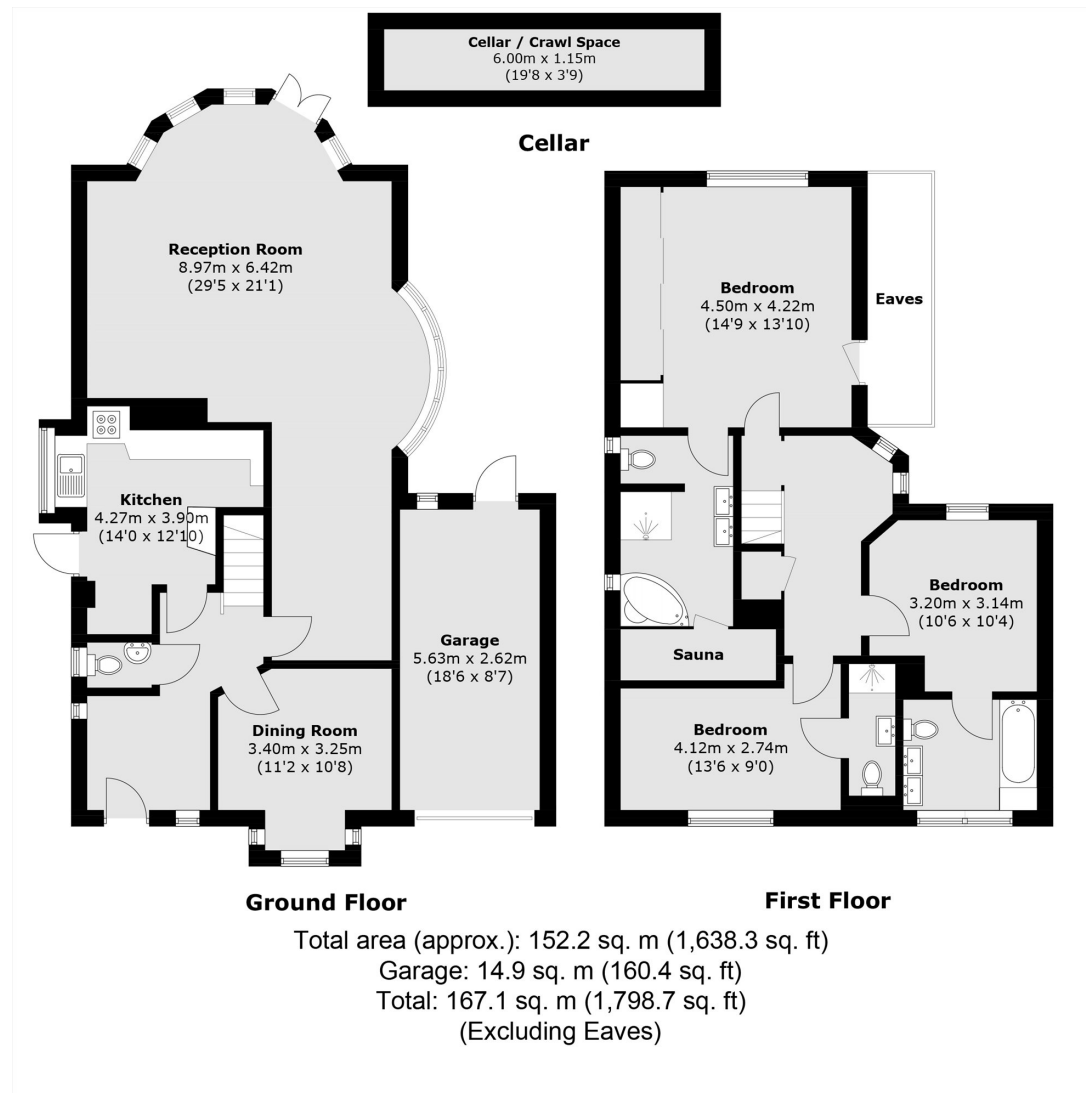 Cellar / Crawl Space
6.00m x 1.15m
(19'8 x 3'9)
Cellar
Reception Room
8.97m x 6.42m
(29'5 x 21'1)
Kitchen
4.27m x 3.90m
(14'0 x 12'10)
Garage
5.63m x 2.62m
(18'6 x 8'7)
Dining Room
3.40m x 3.25m
(11'2 x 10'8)
Ground Floor
Bedroom
4.50m x 4.22m
(14'9 x 13'10)
Eaves
Bedroom
3.20m x 3.14m
(10'6 x 10'4)
Sauna
Bedroom
4.12m x 2.74m
(13'6 x 9'0)
First Floor
Total area (approx.): 152.2 sq. m (1,638.3 sq. ft)
Garage: 14.9 sq. m (160.4 sq. ft)
Total: 167.1 sq. m (1,798.7 sq. ft)
(Excluding Eaves)